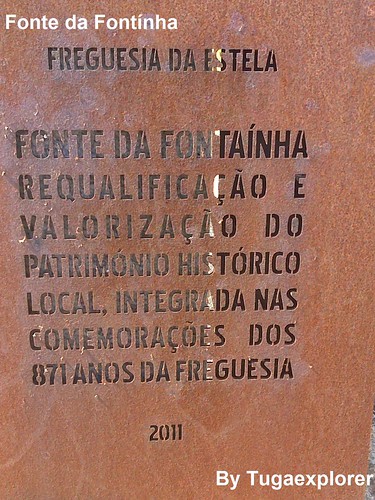 Fonte da Fontínha
FREGUESIA DA ESTELA
FONTE DA FONTAÍNHA
REQUALIFICAÇÃO E
VALORIZAÇÃO DO
PATRIMÓNIO HISTÓRICO
LOCAL, INTEGRADA NAS
COMEMORAÇÕES DOS
871 ANOS DA FREGUESIA
2011
By Tugaexplorer